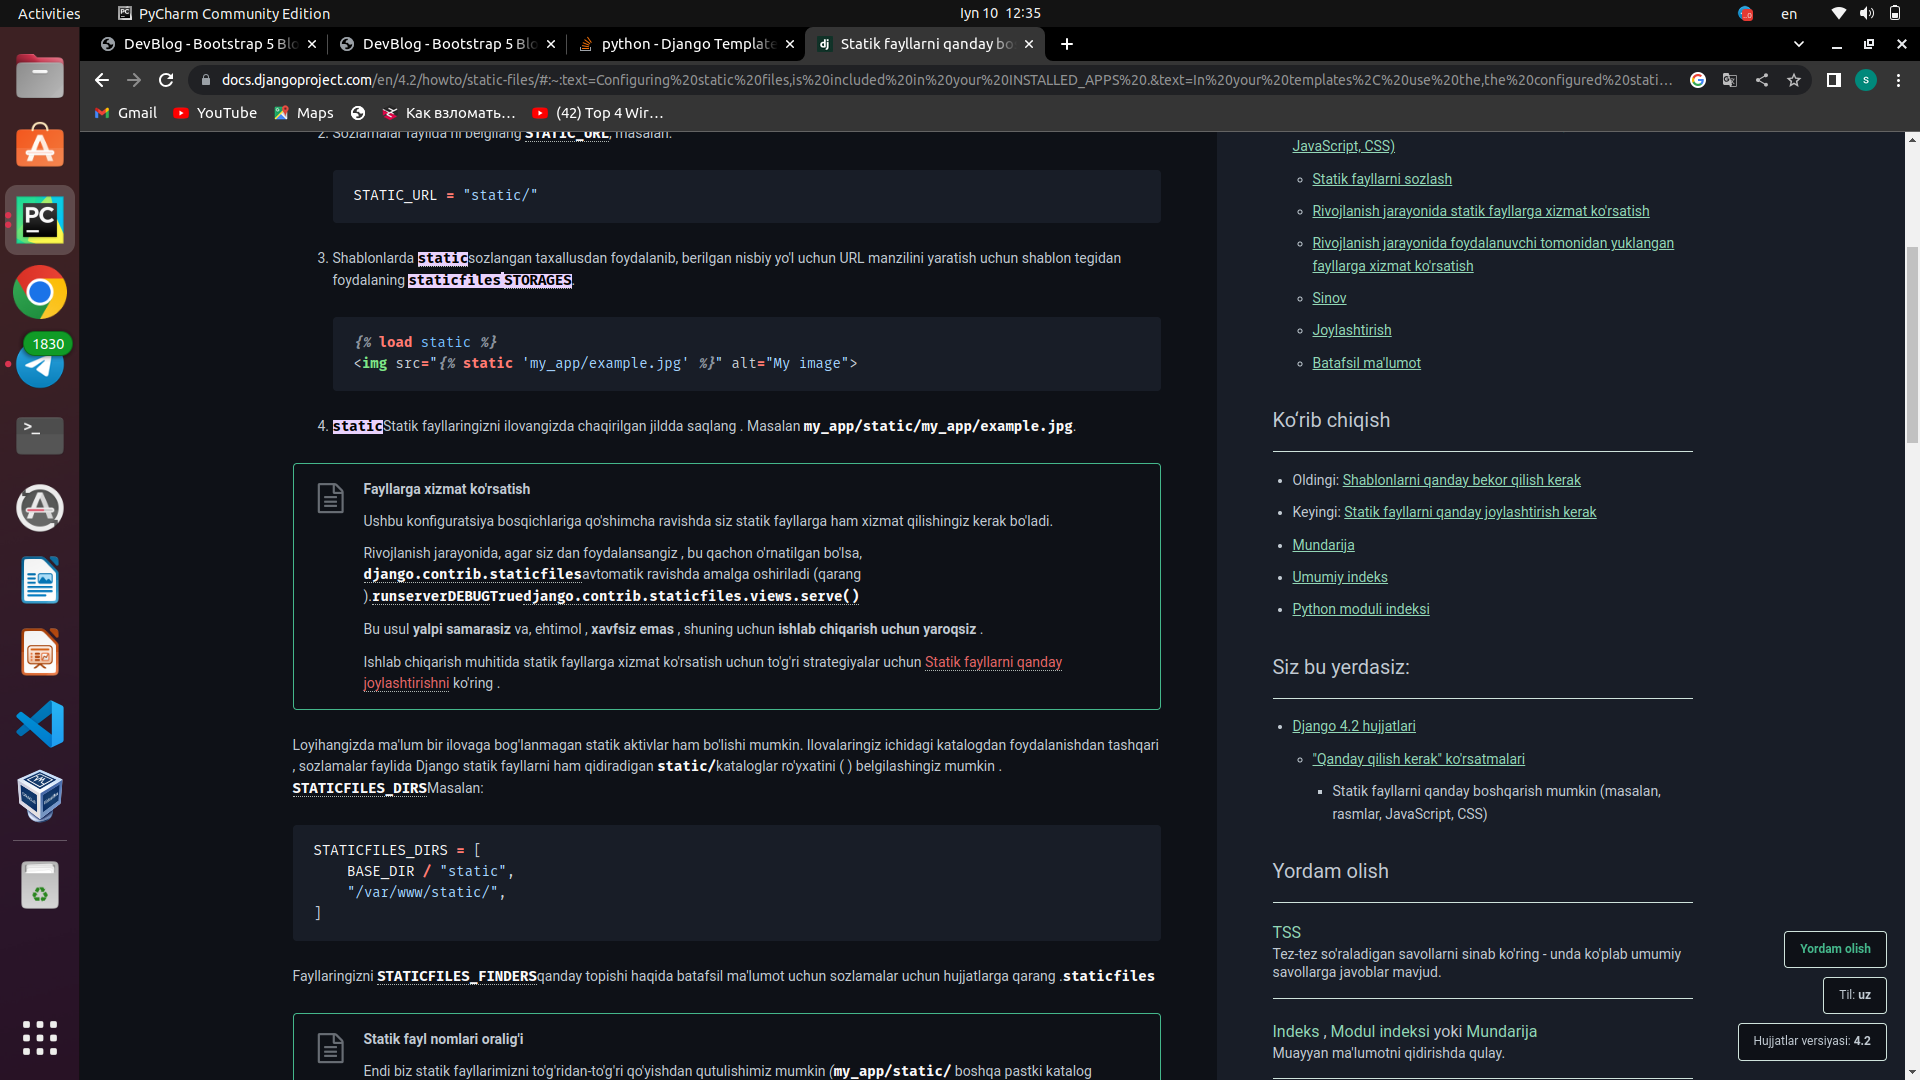 Activities
PyCharm Community Edition
Iyn 10 12:35
en
DevBlog - Bootstrap 5 Blo
DevBlog - Bootstrap 5 Blo
python - Django Template
Statik fayllarni qanday bo
docs.djangoproject.com/en/4.2/howto/static-files/#:~:text=Configuring%20static%20files,is%20included%20in%20your%20INSTALLED_APPS%20.&text=In%20your%20templates%2C%20use%20the,the%20configured%20stati...
s
Gmail
YouTube
Maps
Как взломать...
(42) Top 4 Wir...
PC
1830
2. Sozlamalar faylida ni belgilang STATIC_URL, masalan:
STATIC_URL = "static/"
3. Shablonlarda staticsozlangan taxallusdan foydalanib, berilgan nisbiy yo'l uchun URL manzilini yaratish uchun shablon tegidan
foydalaning staticfiles STORAGES.
{% load static %}
<img src="{% static 'my_app/example.jpg' %}" alt="My image">
4. staticStatik fayllaringizni ilovangizda chaqirilgan jildda saqlang . Masalan my_app/static/my_app/example.jpg.
Fayllarga xizmat ko'rsatish
Ushbu konfiguratsiya bosqichlariga qo'shimcha ravishda siz statik fayllarga ham xizmat qilishingiz kerak bo'ladi.
Rivojlanish jarayonida, agar siz dan foydalansangiz , bu qachon o'rnatilgan bo'lsa,
django.contrib.staticfilesavtomatik ravishda amalga oshiriladi (qarang
).runserverDEBUGTruedjango.contrib.staticfiles.views.serve()
Bu usul yalpi samarasiz va, ehtimol , xavfsiz emas , shuning uchun ishlab chiqarish uchun yaroqsiz .
Ishlab chiqarish muhitida statik fayllarga xizmat ko'rsatish uchun to'g'ri strategiyalar uchun Statik fayllarni qanday
joylashtirishni ko'ring .
Loyihangizda ma'lum bir ilovaga bog'lanmagan statik aktivlar ham bo'lishi mumkin. Ilovalaringiz ichidagi katalogdan foydalanishdan tashqari
, sozlamalar faylida Django statik fayllarni ham qidiradigan static/kataloglar ro'yxatini ( ) belgilashingiz mumkin .
STATICFILES_DIRSMasalan:
STATICFILES_DIRS = [
BASE_DIR / "static",
"/var/www/static/",
]
Fayllaringizni STATICFILES_FINDERSqanday topishi haqida batafsil ma'lumot uchun sozlamalar uchun hujjatlarga qarang .staticfiles
Statik fayl nomlari oralig'i
Endi biz statik fayllarimizni to'g'ridan-to'g'ri qo'yishdan qutulishimiz mumkin (my_app/static/ boshqa pastki katalog
JavaScript, CSS)
Statik fayllarni sozlash
Rivojlanish jarayonida statik fayllarga xizmat ko'rsatish
Rivojlanish jarayonida foydalanuvchi tomonidan yuklangan
fayllarga xizmat ko'rsatish
Sinov
Joylashtirish
Batafsil ma'lumot
Ko‘rib chiqish
Oldingi: Shablonlarni qanday bekor qilish kerak
Keyingi: Statik fayllarni qanday joylashtirish kerak
Mundarija
Umumiy indeks
Python moduli indeksi
Siz bu yerdasiz:
Django 4.2 hujjatlari
"Qanday qilish kerak" ko'rsatmalari
Statik fayllarni qanday boshqarish mumkin (masalan,
rasmlar, JavaScript, CSS)
Yordam olish
TSS
Tez-tez so'raladigan savollarni sinab ko'ring - unda ko'plab umumiy
savollarga javoblar mavjud.
Indeks , Modul indeksi yoki Mundarija
Muayyan ma'lumotni qidirishda qulay.
Yordam olish
Til: uz
Hujjatlar versiyasi: 4.2